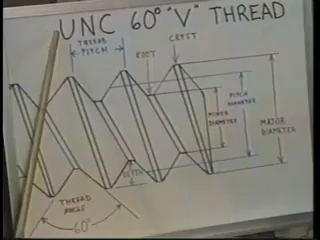 UNC 60° "V" THREAD
THREAD
PITCH
ROOT
CREST
PITCH
DIAMETER
MINOR
DIAMETER
MAJOR
DIAMETER
DEPTH
THREAD
ANGLE
60°